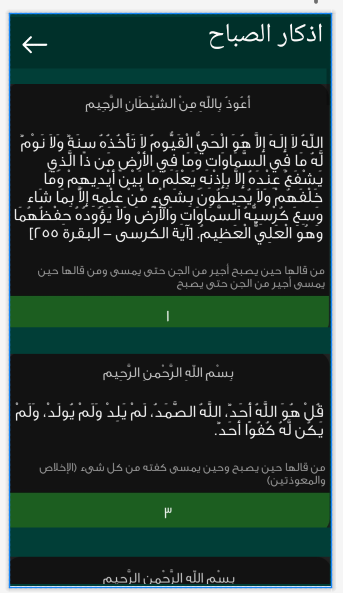 اذكار الصباح
أعُوذُ بِاللهِ مِنْ الشَّيْطَانِ الرَّجِيمِ
اللّهُ لاَ إِلَـهَ إِلاَّ هُوَ الْحَيُّ الْقَيُّومُ لاَ تَأْخُذُهُ سِنَةٌ وَلاَ نَوْمٌ
لَّهُ مَا فِي السَّمَاوَاتِ وَمَا فِي الأَرْضِ مَن ذَا الَّذِي
يَشْفَعُ عِنْدَهُ إِلاَّ بِإِذْنِهِ يَعْلَمُ مَا بَيْنَ أَيْدِيهِمْ وَمَا
خَلْفَهُمْ وَلاَ يُحِيطُونَ بِشَيْءٍ مِّنْ عِلْمِهِ إِلاَّ بِمَا شَاء
وَسِعَ كُرْسِيُّهُ السَّمَاوَاتِ وَالأَرْضَ وَلاَ يَؤُودُهُ حِفْظُهُمَا
وَهُوَ الْعَلِيُّ الْعَظِيمُ. [آية الكرسى – البقرة ٢٥٥]
من قالها حين يصبح أجير من الجن حتى يمسى ومن قالها حين
يمسى أجير من الجن حتى يصبح
١
بِسْمِ اللهِ الرَّحْمنِ الرَّحِيم
قُلْ هُوَ اللَّهُ أَحَدٌ، اللَّهُ الصَّمَدُ، لَمْ يَلِدْ وَلَمْ يُولَدْ، وَلَمْ
يَكُن لَّهُ كُفُوًا أَحَدٌ.
من قالها حين يصبح وحين يمسى كفته من كل شىء (الإخلاص
والمعوذتين)
٣
بِسْمِ اللهِ الرَّحْمنِ الرَّحِيم